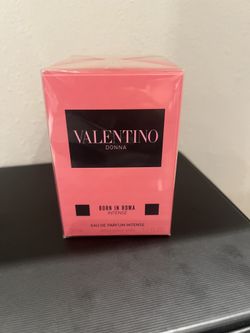 VALENTINO
DONNA
BORN IN ROMA
INTENSE
EAU DE PARFUM INTENSE